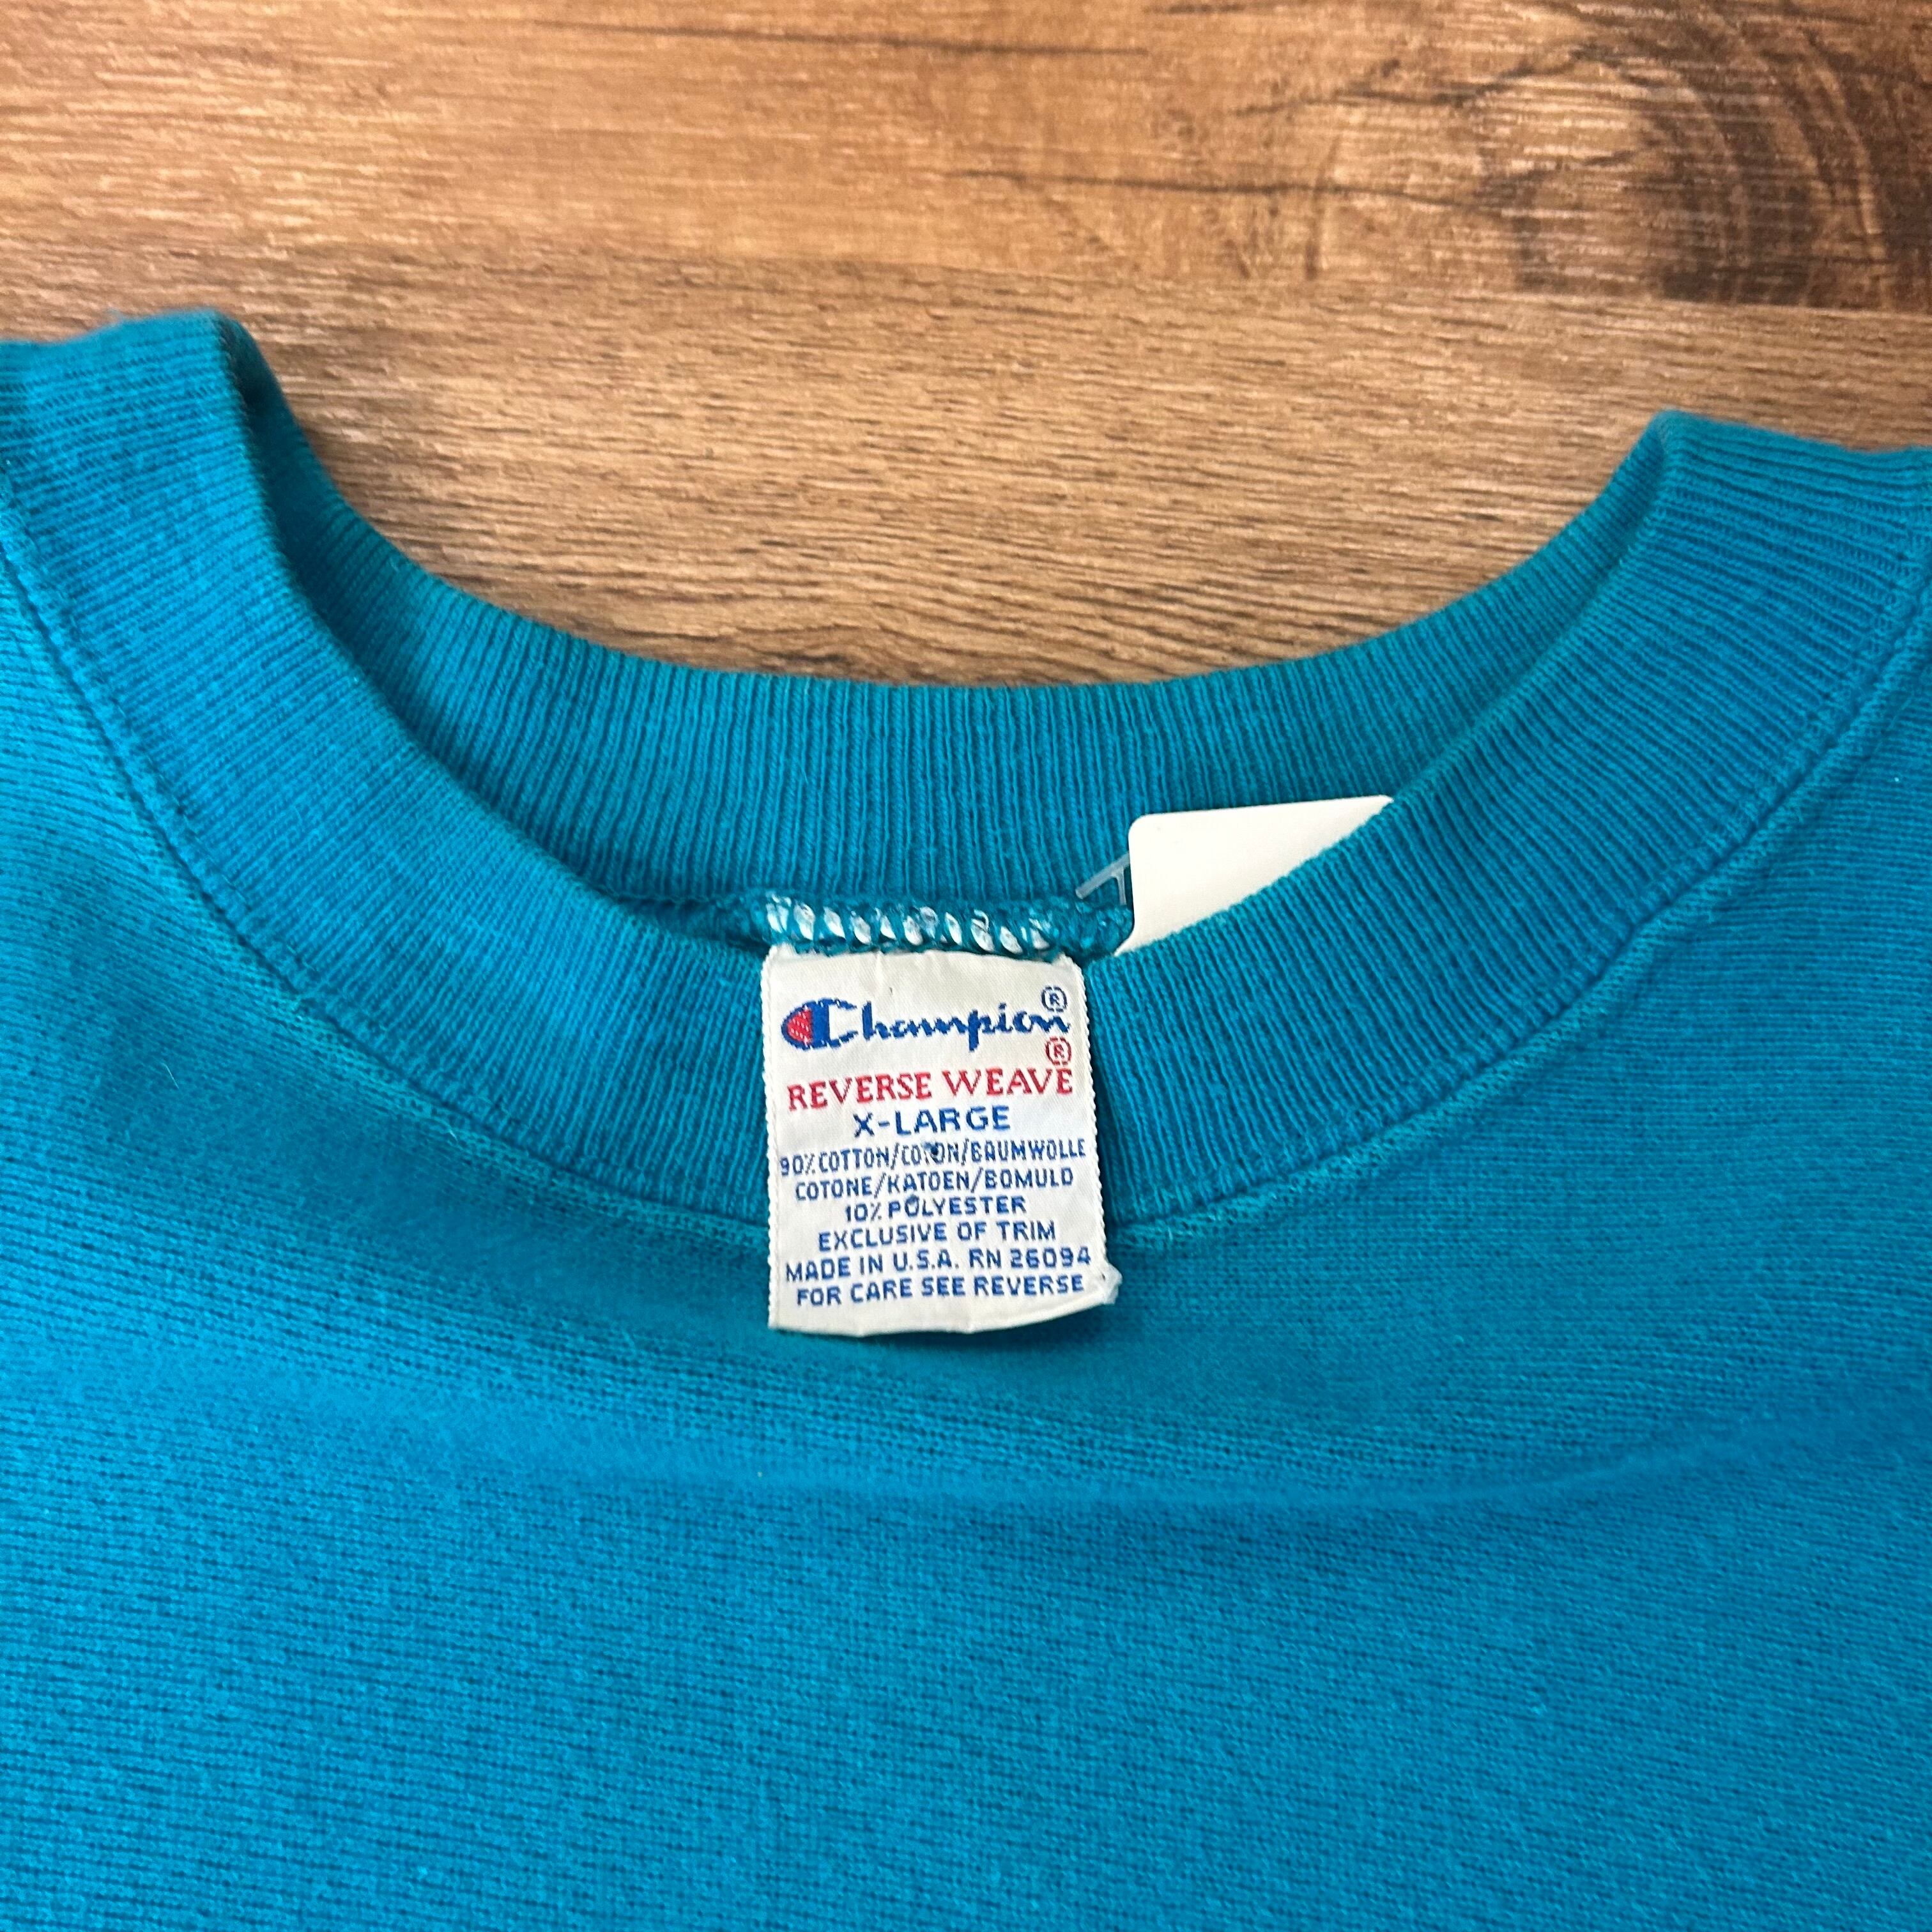 Champion®
REVERSE WEAVE®
X-LARGE
90% COTTON/COTON/BAUMWOLLE
COTONE/KATOEN/BOMULD
10% POLYESTER
EXCLUSIVE OF TRIM
MADE IN U.S.A. RN 26094
FOR CARE SEE REVERSE